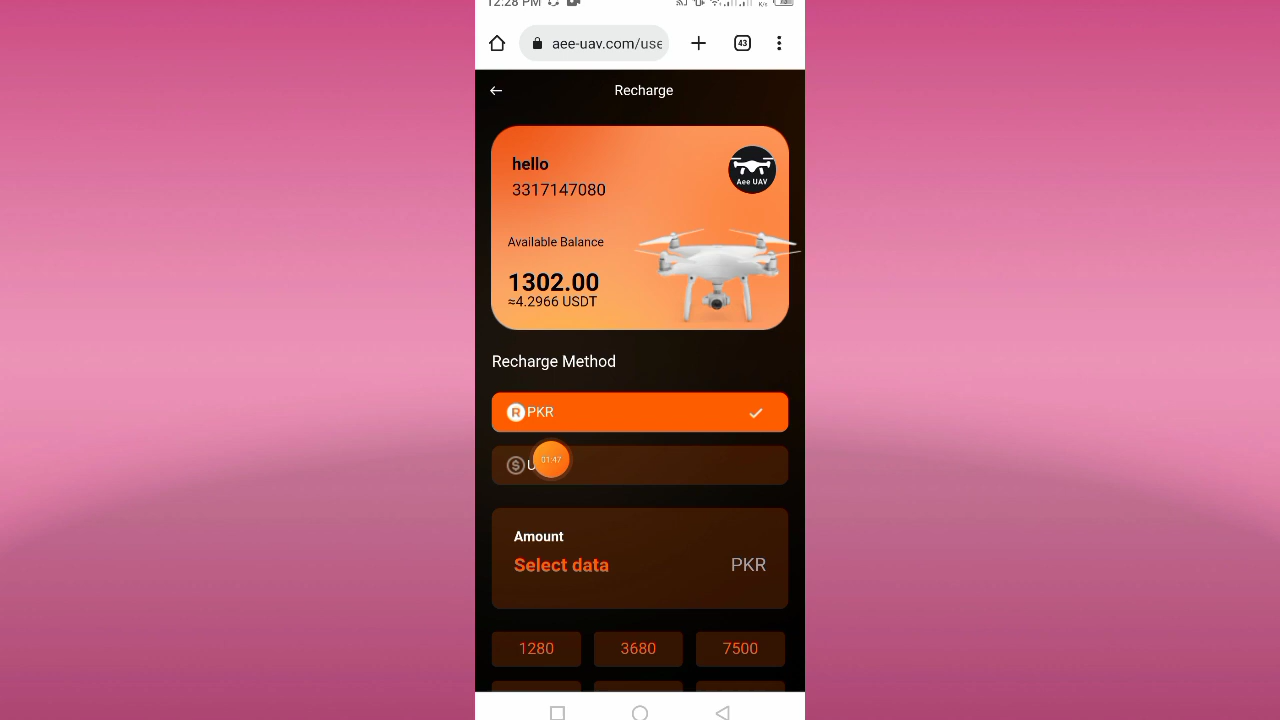 12:28 PM
aee-uav.com/use
43
Recharge
hello
3317147080
Aee UAV
Available Balance
1302.00
≈4.2966 USDT
Recharge Method
PKR
01:47
Amount
Select data PKR
1280 3680 7500